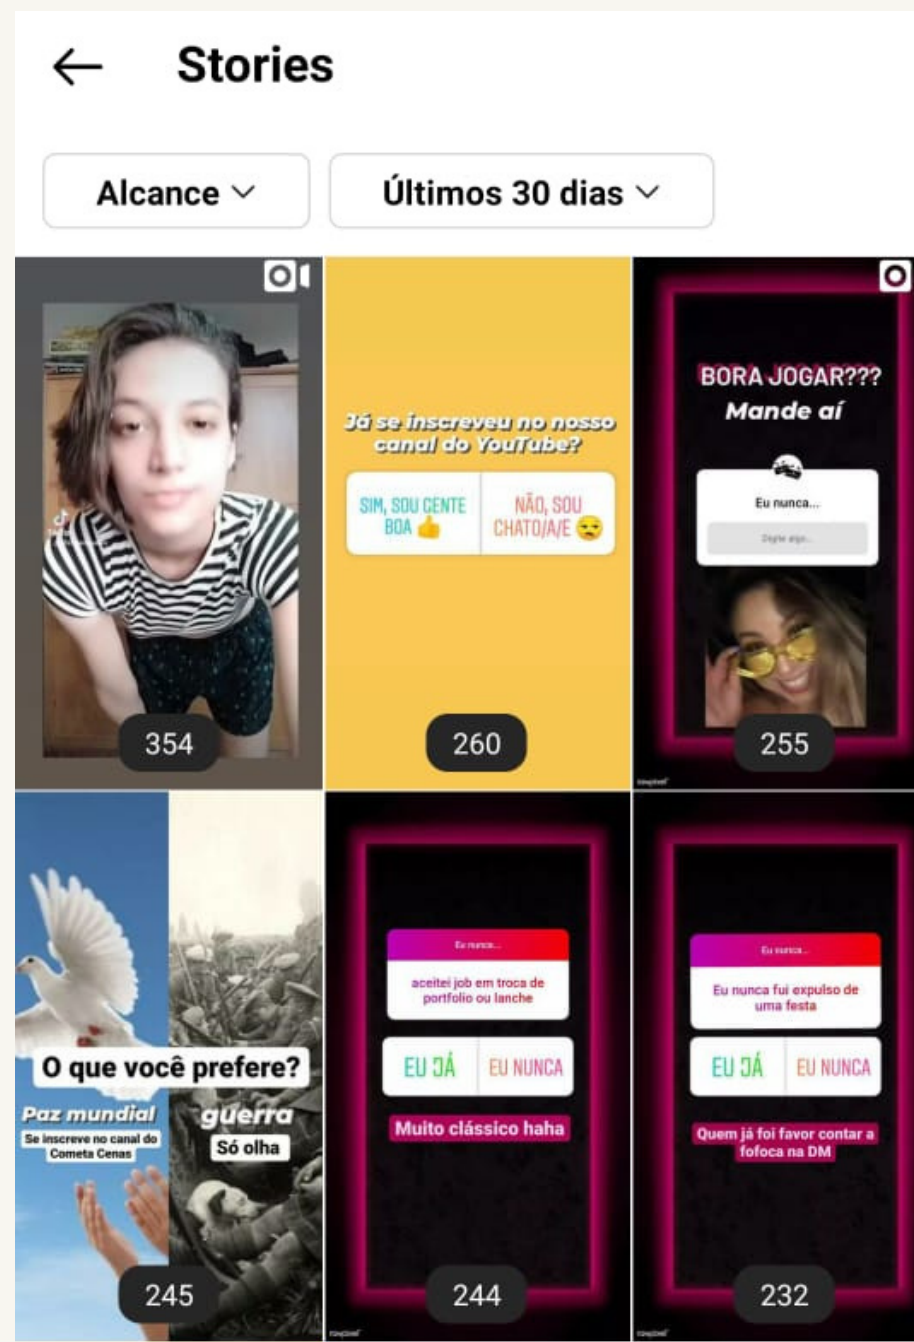 Stories
Alcance
Últimos 30 dias
354
Já se inscreveu no nosso
canal do YouTube?
SIM, SOU GENTE
BOA
NÃO, SOU
CHATO/A/E
260
BORA JOGAR???
Mande aí
Eu nunca...
Digite algo...
255
O que você prefere?
Paz mundial
Se inscreve no canal do
Cometa Cenas
guerra
Só olha
245
Eu nunca...
aceitei job em troca de
portfolio ou lanche
EU JÁ
EU NUNCA
Muito clássico haha
244
Eu nunca...
Eu nunca fui expulso de
uma festa
EU JÁ
EU NUNCA
Quem já foi favor contar a
fofoca na DM
232